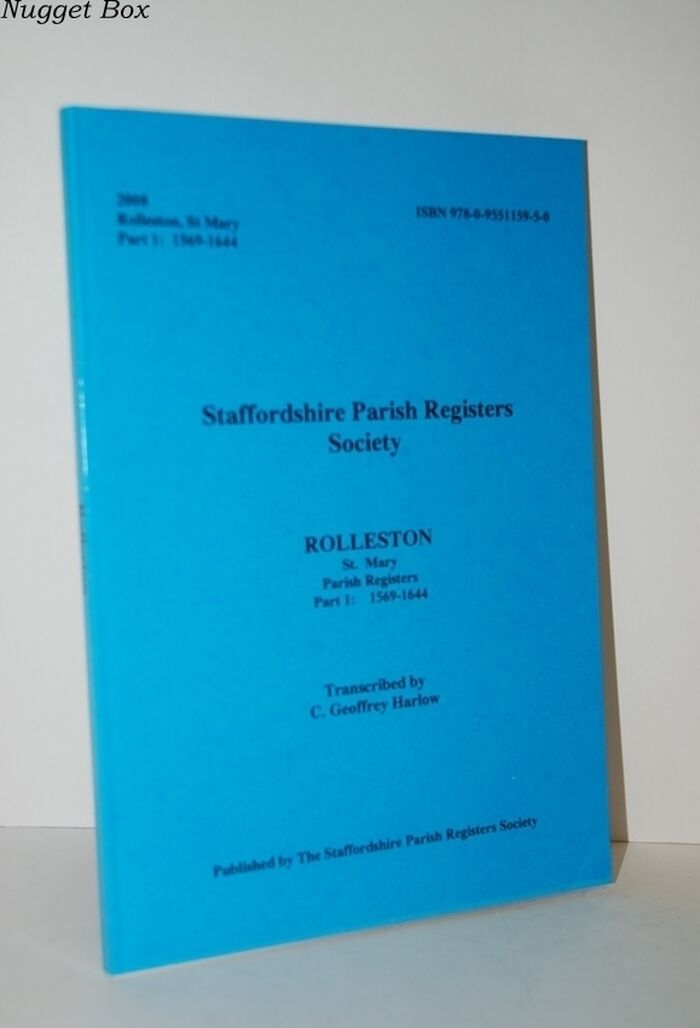 Nugget Box
2008
Rolleston, St Mary
Part 1: 1569-1644
ISBN 978-0-9551159-5-0
Staffordshire Parish Registers
Society
ROLLESTON
St. Mary
Parish Registers
Part 1: 1569-1644
Transcribed by
C. Geoffrey Harlow
Published by The Staffordshire Parish Registers Society